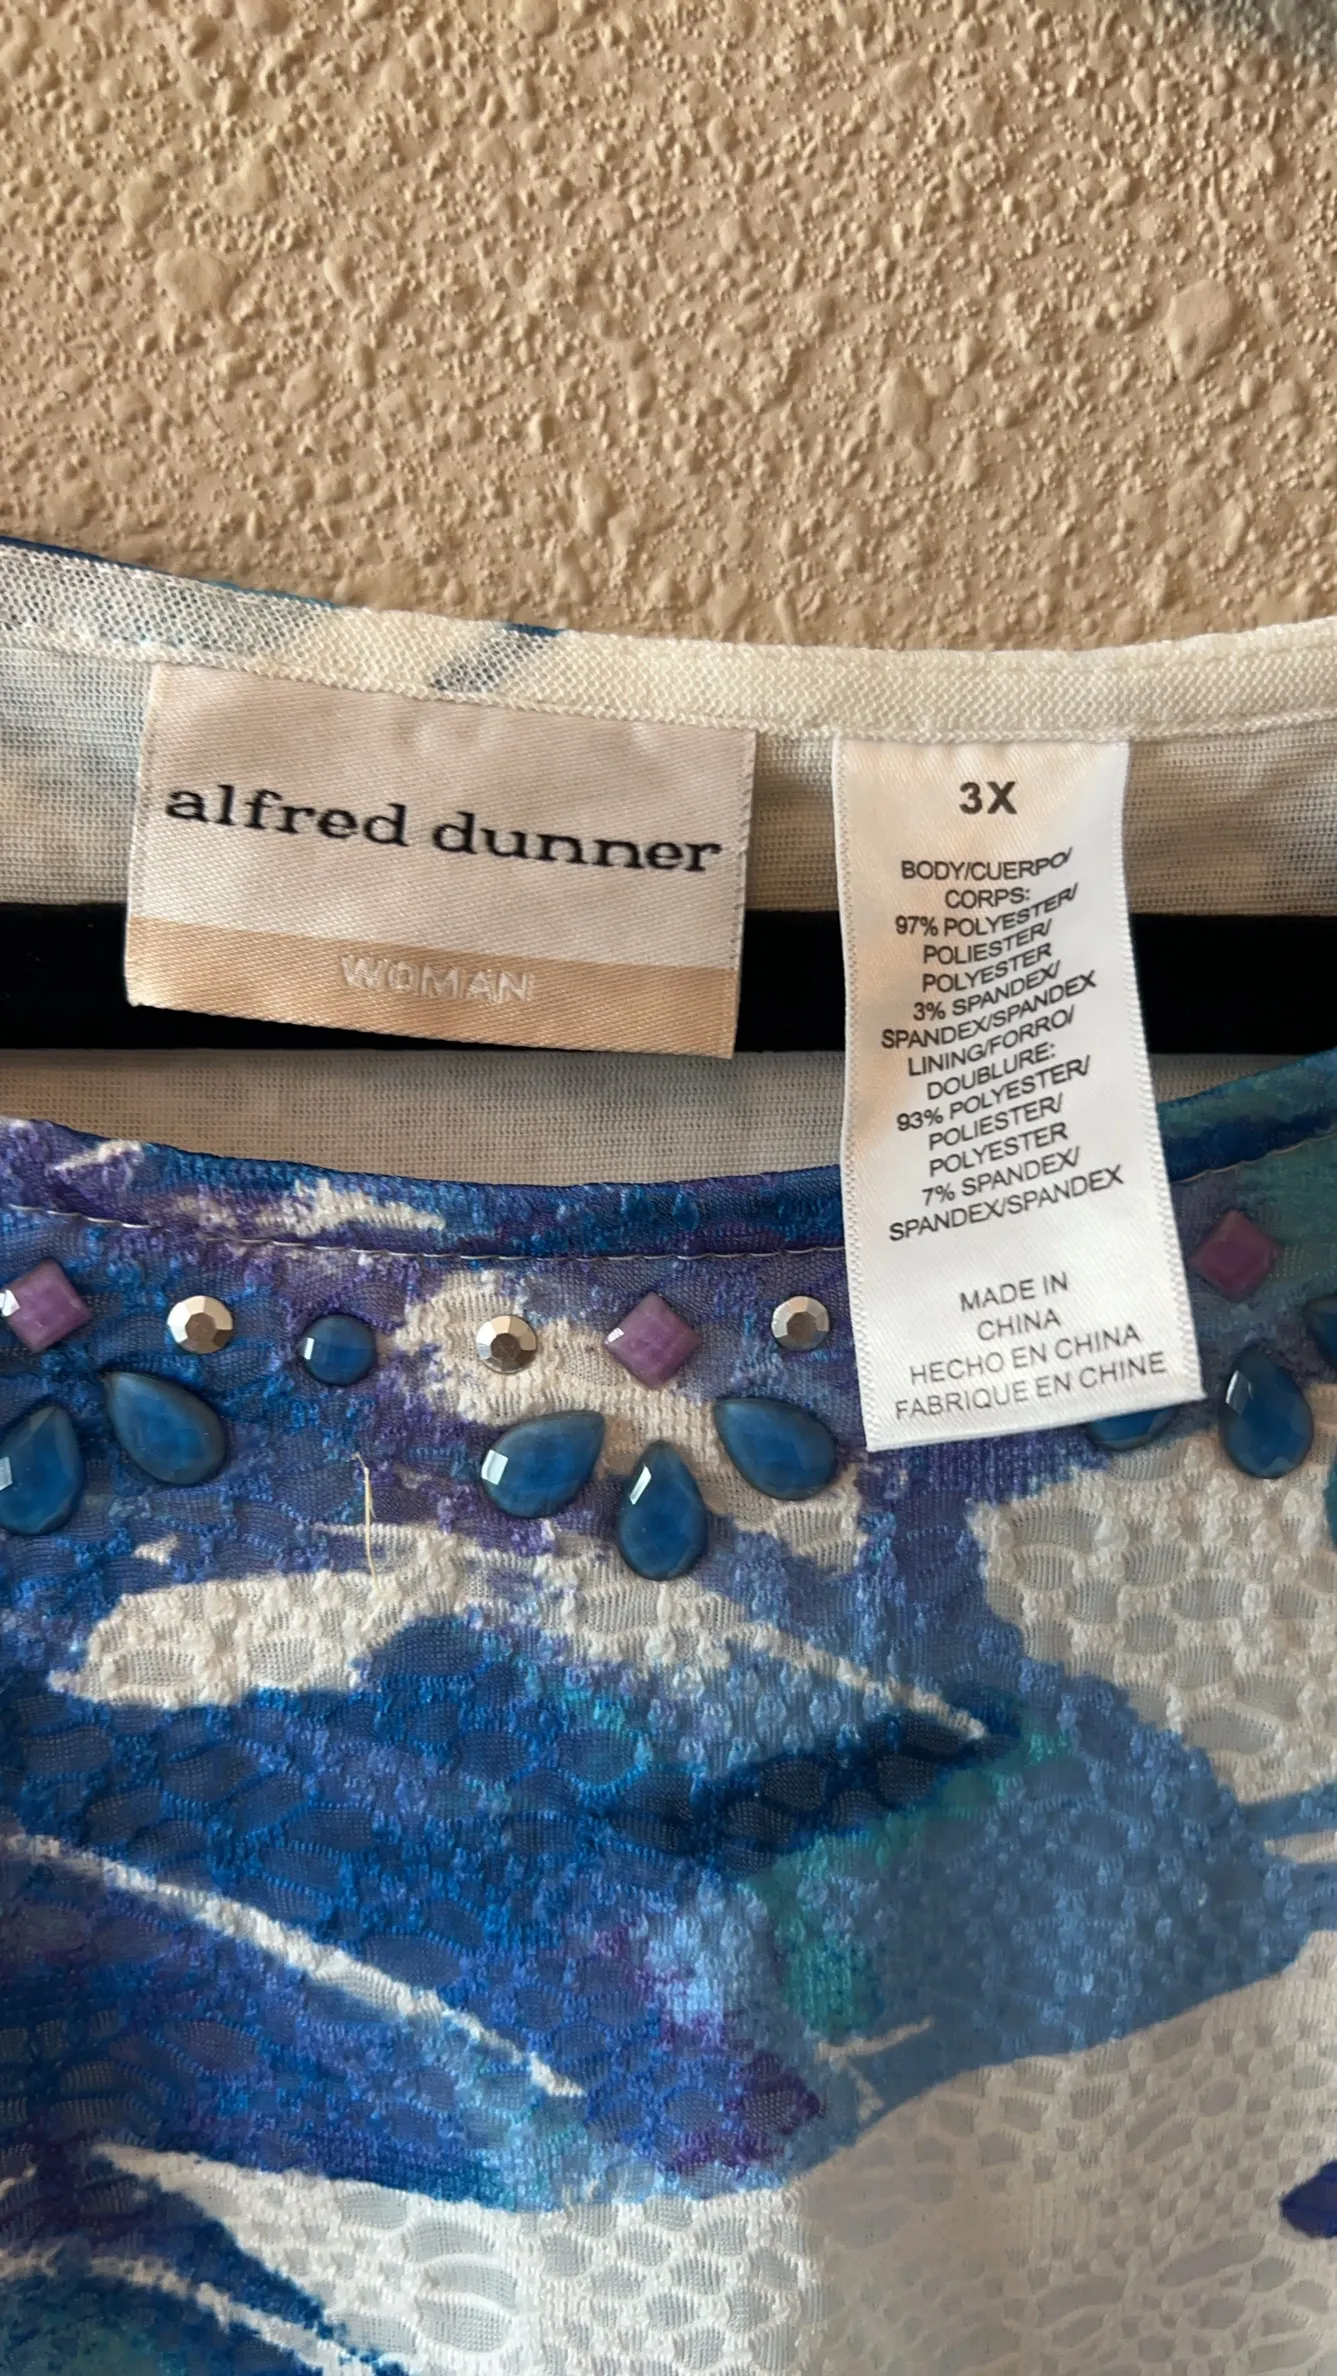 alfred dunner
WOMAN
3X
BODY/CUERPO/
CORPS:
97% POLYESTER/
POLIESTER/
POLYESTER
3% SPANDEX/
SPANDEX/SPANDEX
LINING/FORRO/
DOUBLURE:
93% POLYESTER/
POLIESTER/
POLYESTER
7% SPANDEX/
SPANDEX/SPANDEX
MADE IN
CHINA
HECHO EN CHINA
FABRIQUE EN CHINE